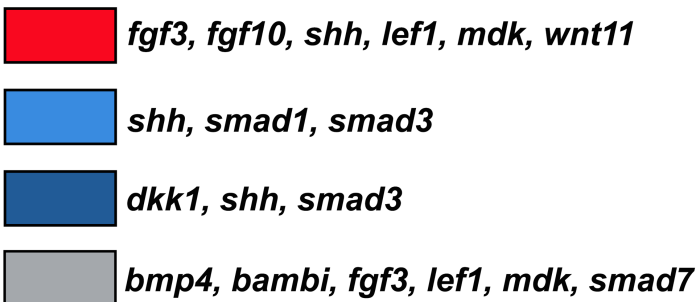 fgf3, fgf10, shh, lef1, mdk, wnt11
shh, smad1, smad3
dkk1, shh, smad3
bmp4, bambi, fgf3, lef1, mdk, smad7